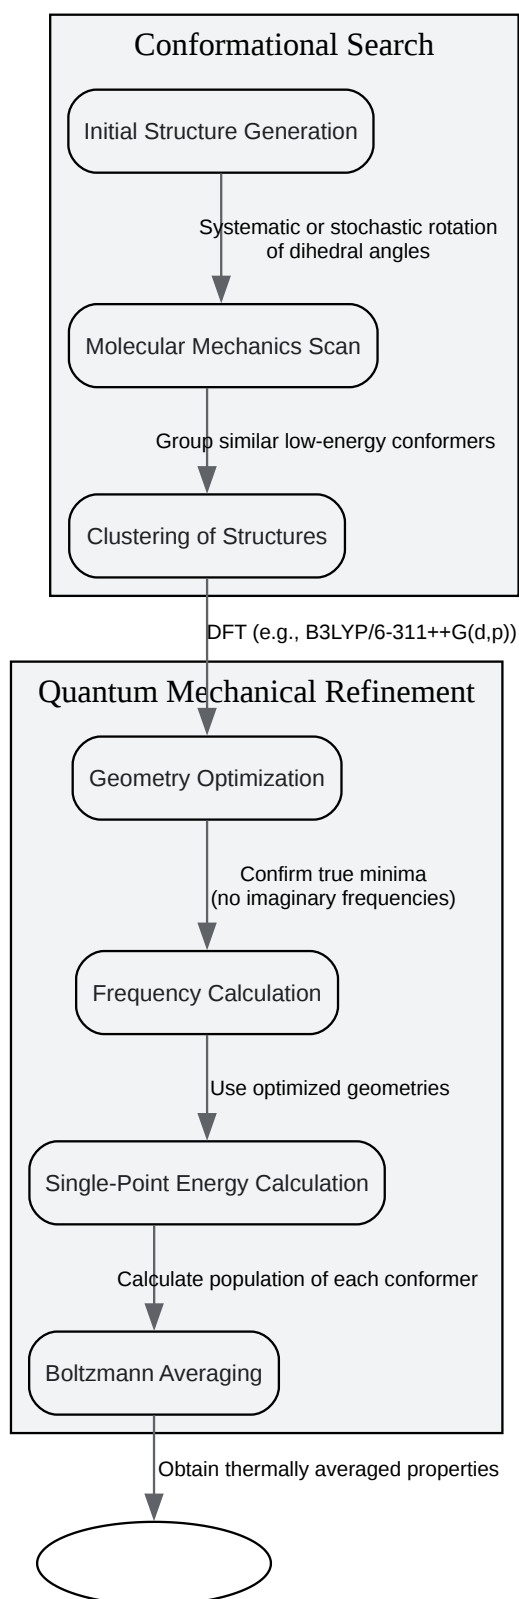 Conformational Search
Initial Structure Generation
Systematic or stochastic rotation
of dihedral angles
Molecular Mechanics Scan
Group similar low-energy conformers
Clustering of Structures
DFT (e.g., B3LYP/6-311++G(d,p))
Quantum Mechanical Refinement
Geometry Optimization
Confirm true minima
(no imaginary frequencies)
Frequency Calculation
Use optimized geometries
Single-Point Energy Calculation
Calculate population of each conformer
Boltzmann Averaging
Obtain thermally averaged properties